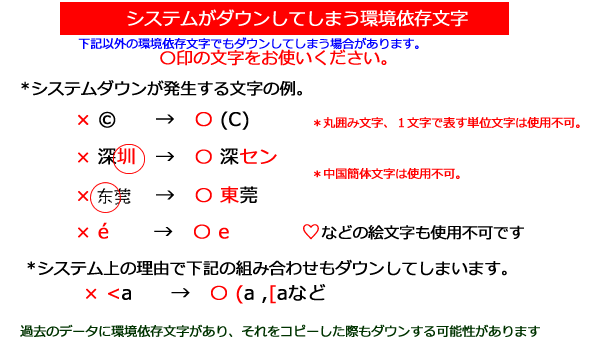 システムがダウンしてしまう環境依存文字
下記以外の環境依存文字でもダウンしてしまう場合があります。
〇印の文字をお使いください。
*システムダウンが発生する文字の例。
× © → 〇 (C) *丸囲み文字、１文字で表す単位文字は使用不可。
× 深圳 → 〇 深セン
*中国簡体文字は使用不可。
× 东莞 → 〇 東莞
× é → 〇 e ♡などの絵文字も使用不可です
*システム上の理由で下記の組み合わせもダウンしてしまいます。
× <a → 〇 (a ,[aなど
過去のデータに環境依存文字があり、それをコピーした際もダウンする可能性があります